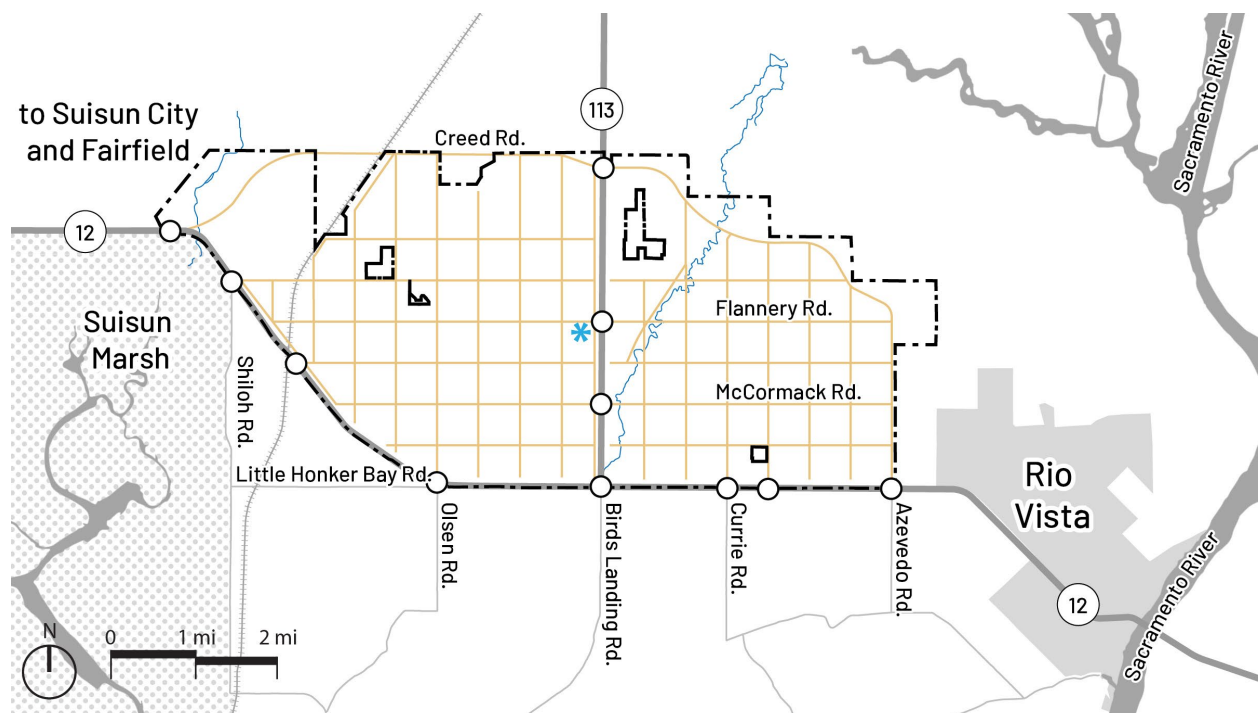 to Suisun City
and Fairfield
113
Creed Rd.
Sacramento River
12
Suisun
Marsh
Flannery Rd.
Shiloh Rd.
McCormack Rd.
Little Honker Bay Rd.
Rio
Vista
Olsen Rd.
Birds Landing Rd.
Currie Rd.
Azevedo Rd.
Sacramento River
12
N
0 1 mi 2 mi
*